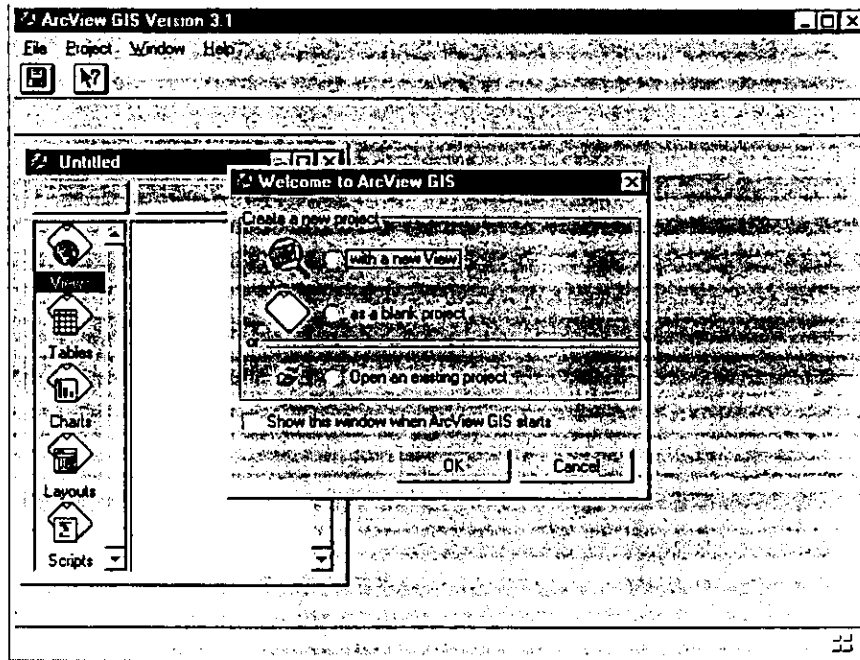 ArcView GIS Version 3.1
File Project Window Help
Untitled
Views
Tables
Charts
Layouts
Scripts
Welcome to ArcView GIS
Create a new project
with a new View
as a blank project
or
Open an existing project
Show this window when ArcView GIS starts
OK
Cancel